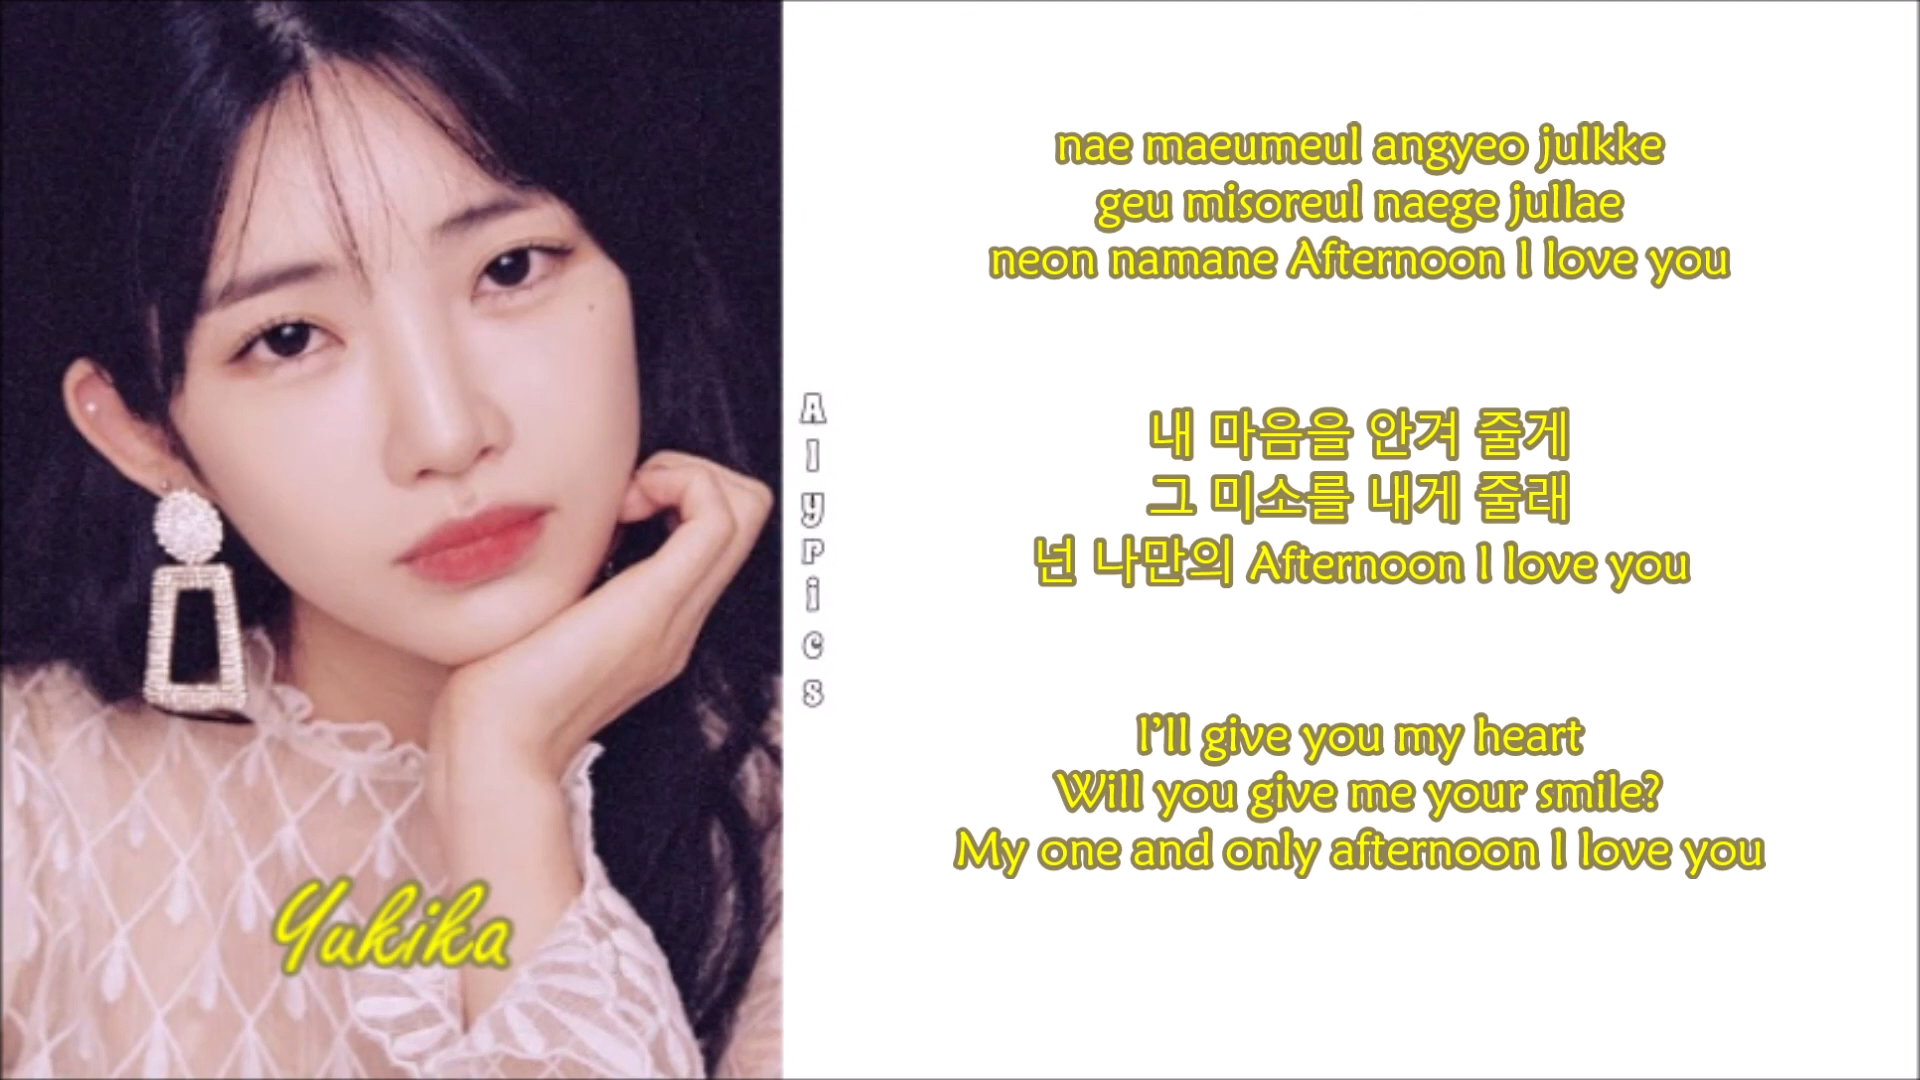 nae maeumeul angyeo julkke
geu misoreul naege jullae
neon namane Afternoon I love you
내 마음을 안겨 줄게
그 미소를 내게 줄래
넌 나만의 Afternoon I love you
I'll give you my heart
Will you give me your smile?
My one and only afternoon I love you
Alypics
Yukika